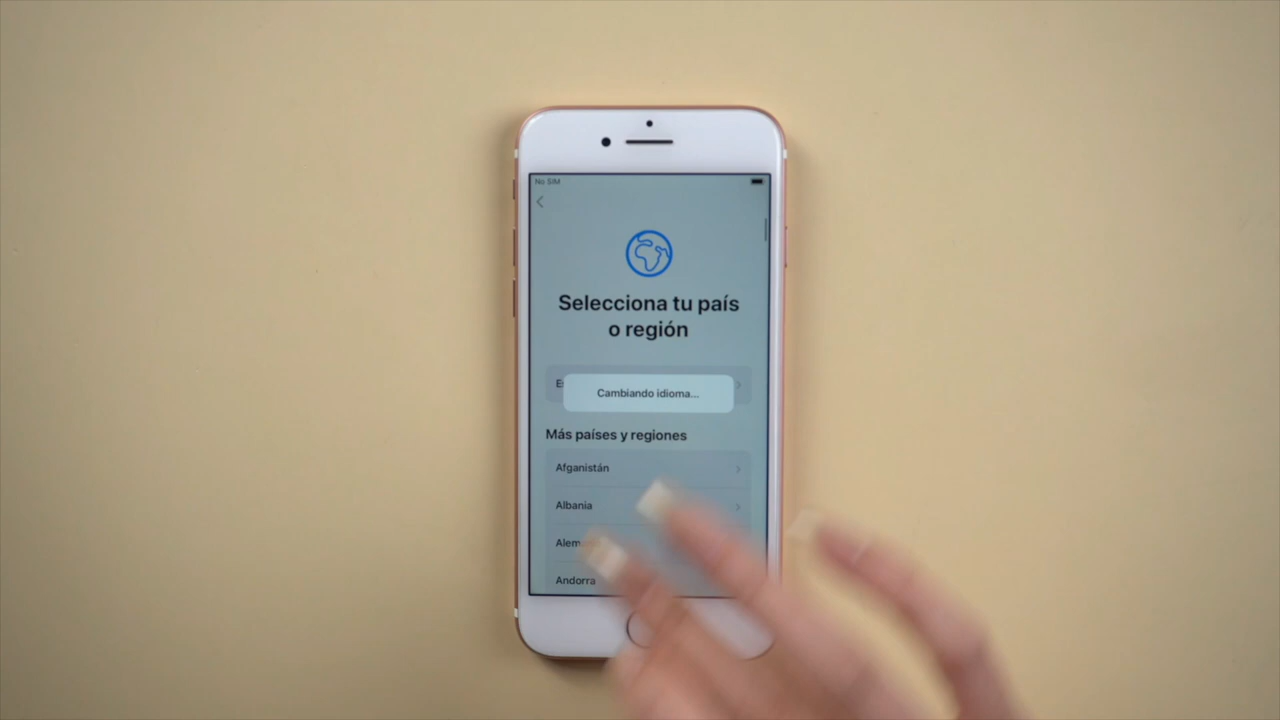 No SIM
Selecciona tu país
o región
Cambiando idioma...
Más países y regiones
Afganistán
Albania
Andorra